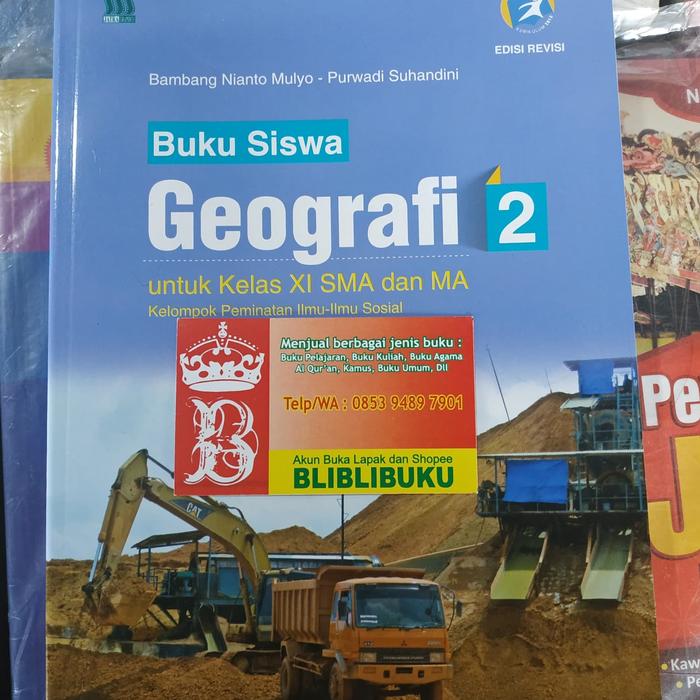 EDISI REVISI
Bambang Nianto Mulyo - Purwadi Suhandini
Buku Siswa
Geografi 2
untuk Kelas XI SMA dan MA
Kelompok Peminatan Ilmu-Ilmu Sosial
Menjual berbagai jenis buku :
Buku Pelajaran, Buku Kuliah, Buku Agama
Al Qur'an, Kamus, Buku Umum, Dll
Telp/WA : 0853 9489 7901
B
Akun Buka Lapak dan Shopee
BLIBLIBUKU
CAT
N
Pe
J
• Kaw